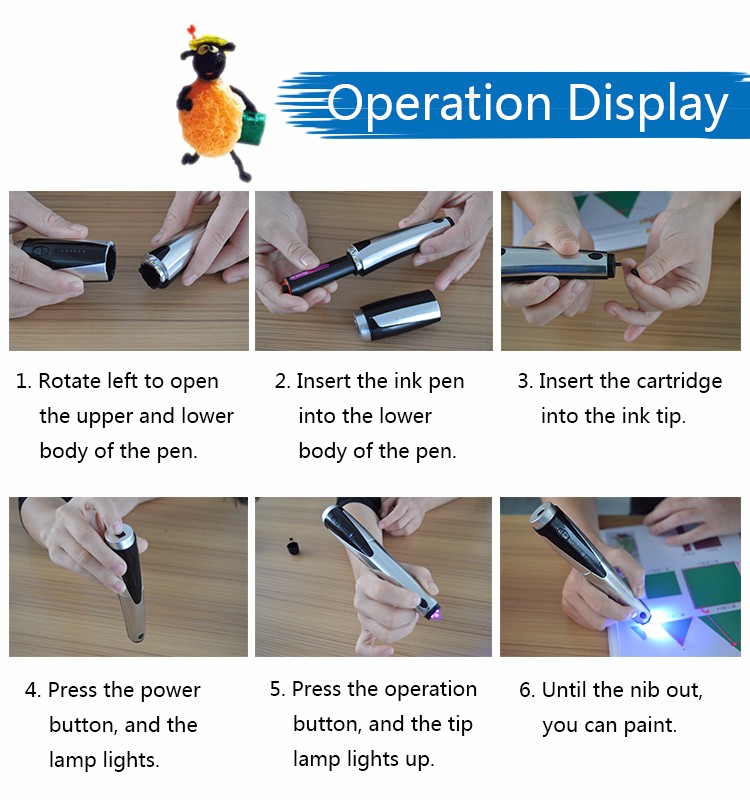 Operation Display
1. Rotate left to open
the upper and lower
body of the pen.
2. Insert the ink pen
into the lower
body of the pen.
3. Insert the cartridge
into the ink tip.
4. Press the power
button, and the
lamp lights.
5. Press the operation
button, and the tip
lamp lights up.
6. Until the nib out,
you can paint.